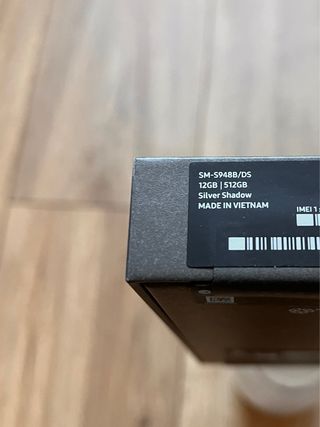 SM-S948B/DS
12GB | 512GB
Silver Shadow
MADE IN VIETNAM
IMEI 1